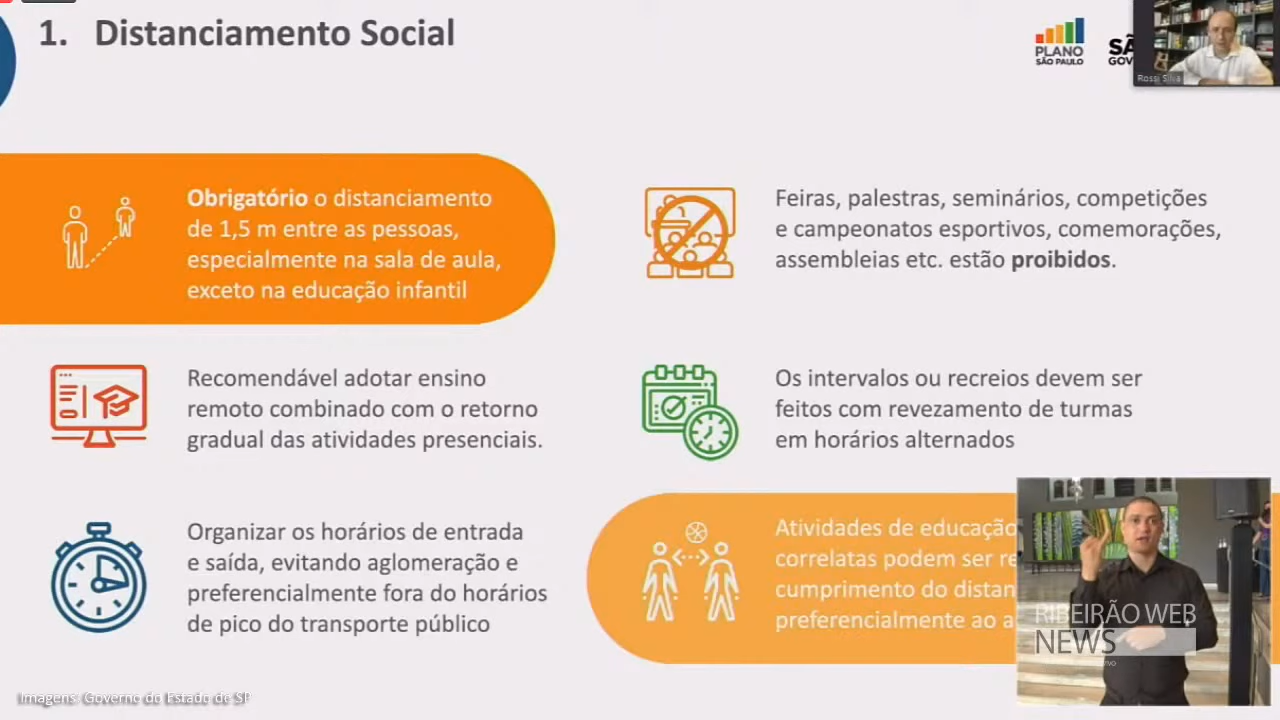 1. Distanciamento Social
PLANO
SÃO PAULO
GOV
Rossi Silva
Obrigatório o distanciamento
de 1,5 m entre as pessoas,
especialmente na sala de aula,
exceto na educação infantil
Feiras, palestras, seminários, competições
e campeonatos esportivos, comemorações,
assembleias etc. estão proibidos.
Recomendável adotar ensino
remoto combinado com o retorno
gradual das atividades presenciais.
Os intervalos ou recreios devem ser
feitos com revezamento de turmas
em horários alternados
Organizar os horários de entrada
e saída, evitando aglomeração e
preferencialmente fora do horários
de pico do transporte público
Atividades de educação
correlatas podem ser re
cumprimento do distan
preferencialmente ao a
RIBEIRÃO WEB
NEWS
Imagens: Governo do Estado de SP